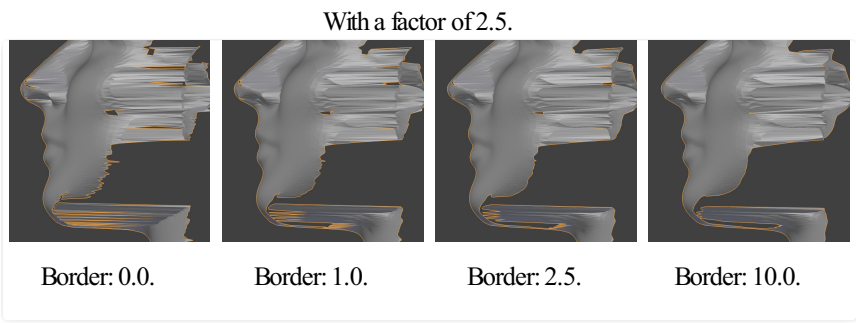 With a factor of 2.5.
Border: 0.0.
Border: 1.0.
Border: 2.5.
Border: 10.0.